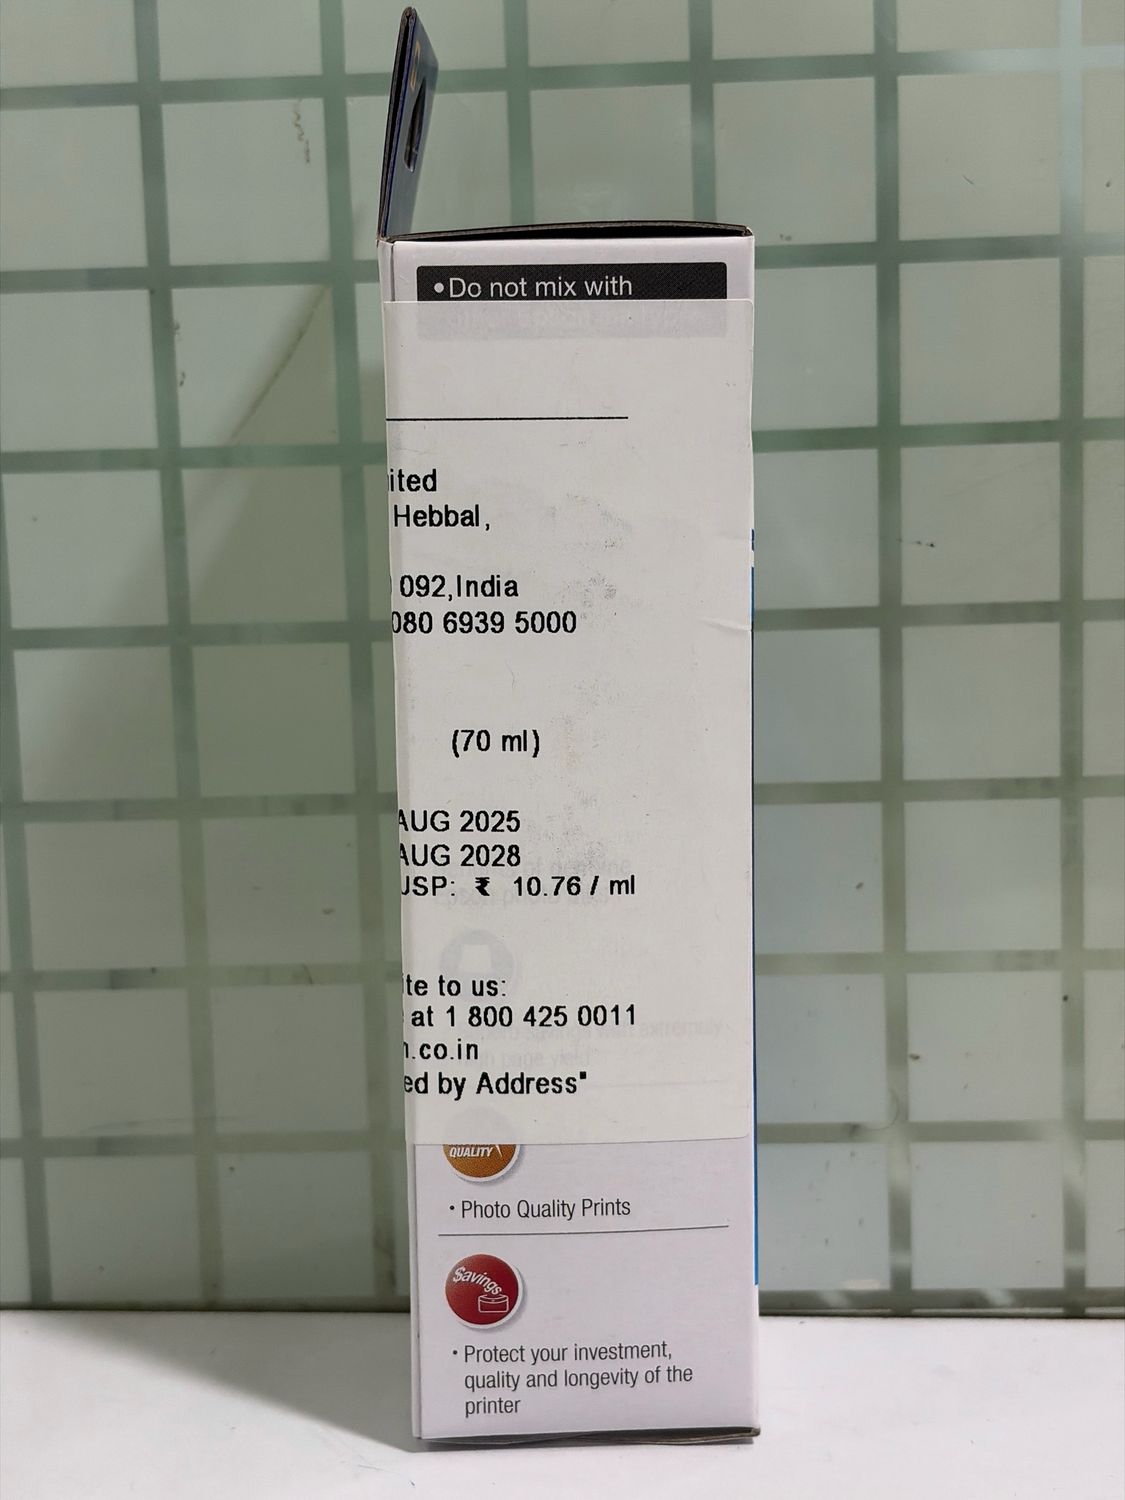 • Do not mix with
ited
Hebbal,
092,India
080 6939 5000
(70 ml)
AUG 2025
AUG 2028
USP: ₹ 10.76 / ml
ite to us:
at 1 800 425 0011
.co.in
ed by Address"
QUALITY
• Photo Quality Prints
$avings
• Protect your investment,
quality and longevity of the
printer